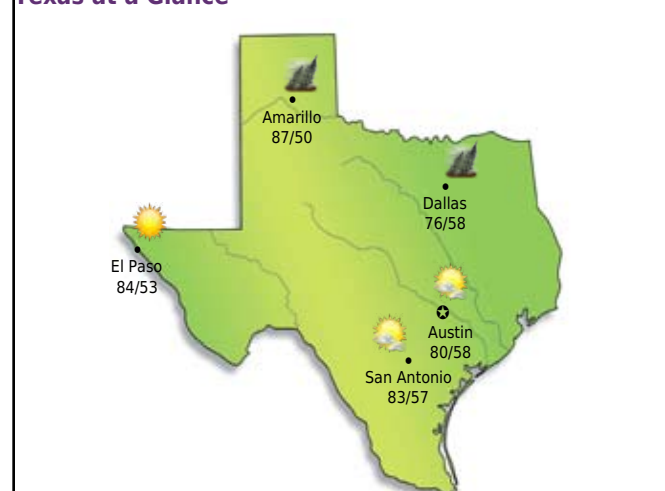 Texas at a Glance
Amarillo
87/50
Dallas
76/58
El Paso
84/53
Austin
80/58
San Antonio
83/57